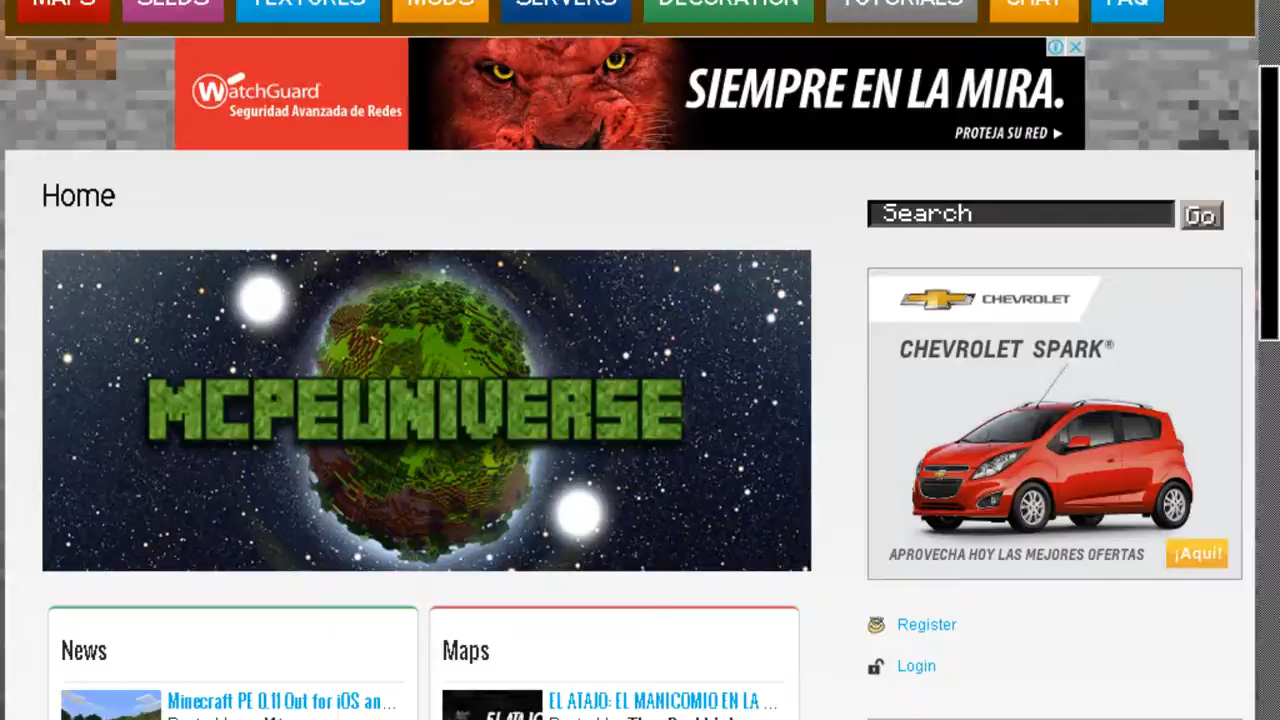 MAPS SEEDS TEXTURES MODS SERVERS DECORATION TUTORIALS CHAT FAQ
WatchGuard
Seguridad Avanzada de Redes
SIEMPRE EN LA MIRA.
PROTEJA SU RED
Home
Search
Go
MCPEUNIVERSE
CHEVROLET
CHEVROLET SPARK®
APROVECHA HOY LAS MEJORES OFERTAS
¡Aquí!
Register
Login
News
Minecraft PE 0.11 Out for iOS an...
Maps
EL ATAJO: EL MANICOMIO EN LA ...
EL ATAJO